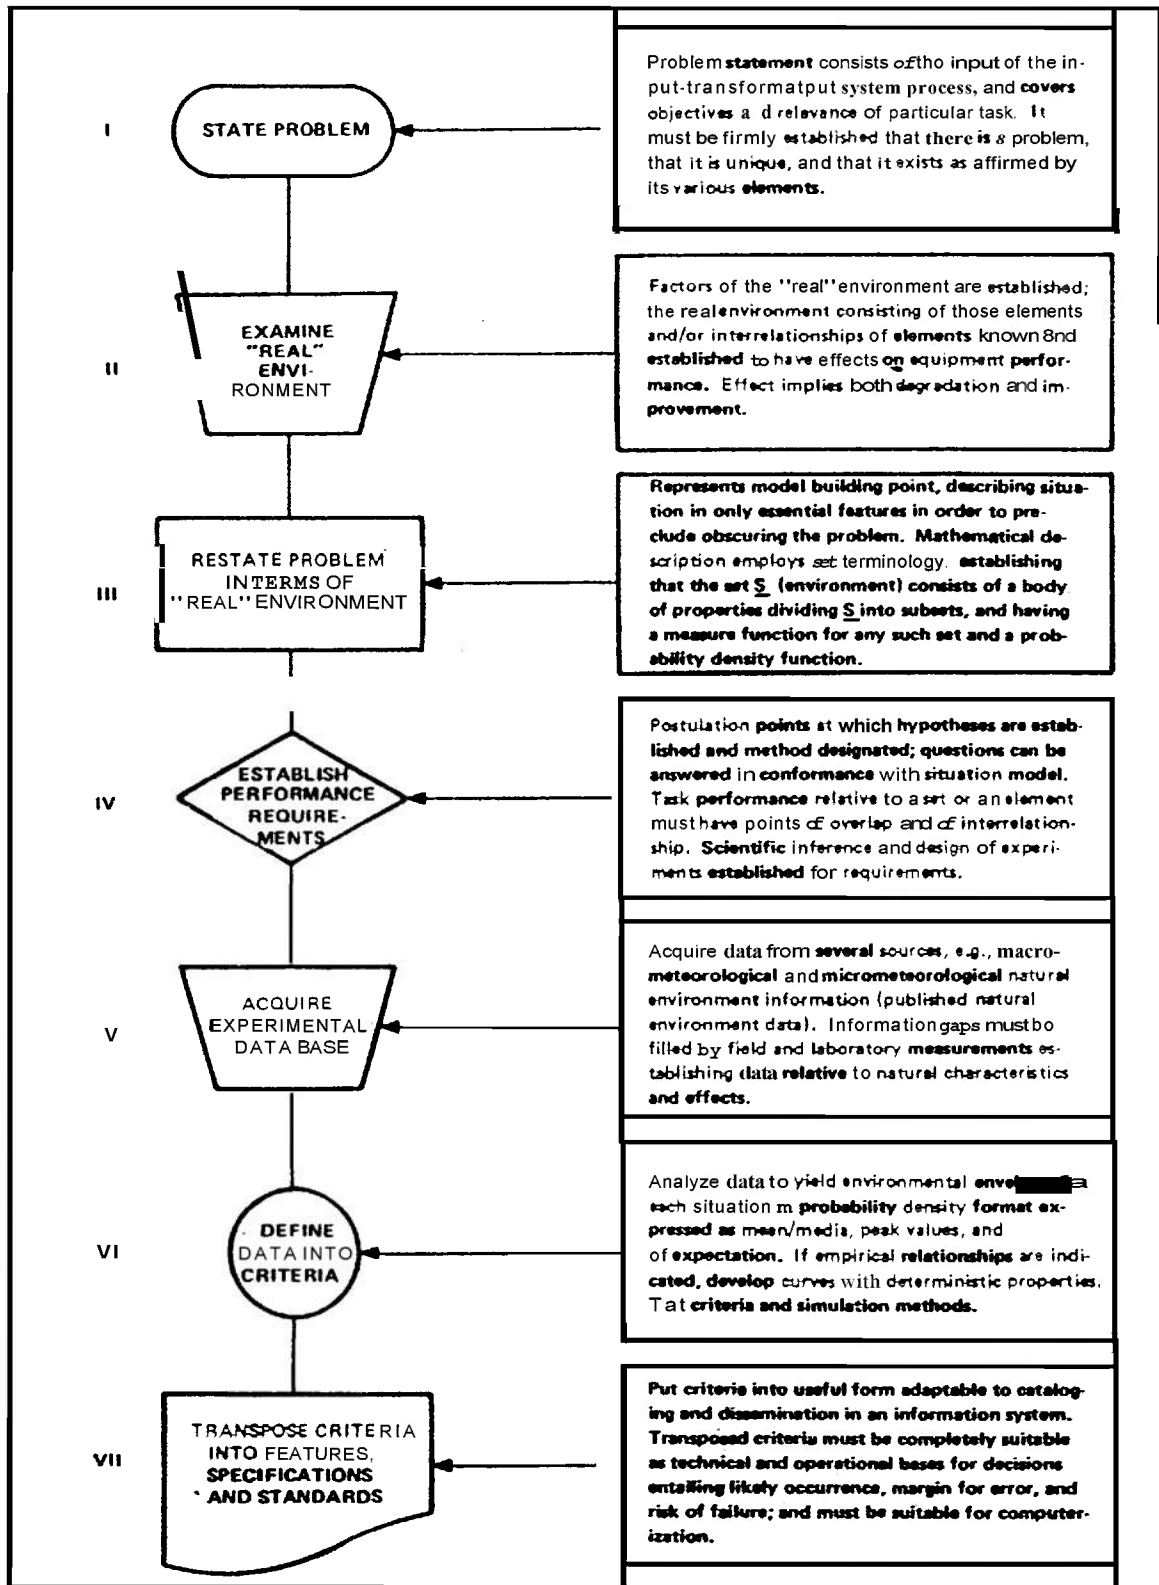 I
STATE PROBLEM
Problem statement consists of tho input of the in-
put-transformatput system process, and covers
objectives a d relevance of particular task. It
must be firmly established that there is s problem,
that it is unique, and that it exists as affirmed by
its various elements.
II
EXAMINE
"REAL"
ENVI-
RONMENT
Factors of the "real" environment are established;
the real environment consisting of those elements
and/or interrelationships of elements known 8nd
established to have effects on equipment perfor-
mance. Effect implies both degradation and im-
provement.
III
RESTATE PROBLEM
IN TERMS OF
"REAL" ENVIRONMENT
Represents model building point, describing situa-
tion in only essential features in order to pre-
clude obscuring the problem. Mathematical de-
scription employs set terminology, establishing
that the set S (environment) consists of a body
of properties dividing S into subsets, and having
a measure function for any such set and a prob-
ability density function.
IV
ESTABLISH
PERFORMANCE
REQUIRE-
MENTS
Postulation points at which hypotheses are estab-
lished and method designated; questions can be
answered in conformance with situation model.
Task performance relative to a set or an element
must have points of overlap and of interrelation-
ship. Scientific inference and design of experi-
ments established for requirements.
V
ACQUIRE
EXPERIMENTAL
DATA BASE
Acquire data from several sources, e.g., macro-
meteorological and micrometeorological natural
environment information (published natural
environment data). Information gaps must bo
filled by field and laboratory measurements es-
tablishing data relative to natural characteristics
and effects.
VI
DEFINE
DATA INTO
CRITERIA
Analyze data to yield environmental
each situation m probability density format ex-
pressed as mean/media, peak values, and
of expectation. If empirical relationships are indi-
cated, develop curves with deterministic properties.
Tat criteria and simulation methods.
VII
TRANSPOSE CRITERIA
INTO FEATURES,
SPECIFICATIONS
AND STANDARDS
Put criteria into useful form adaptable to catalog-
ing and dissemination in an information system.
Transposed criteria must be completely suitable
as technical and operational bases for decisions
entailing likely occurrence, margin for error, and
risk of failure; and must be suitable for computer-
ization.